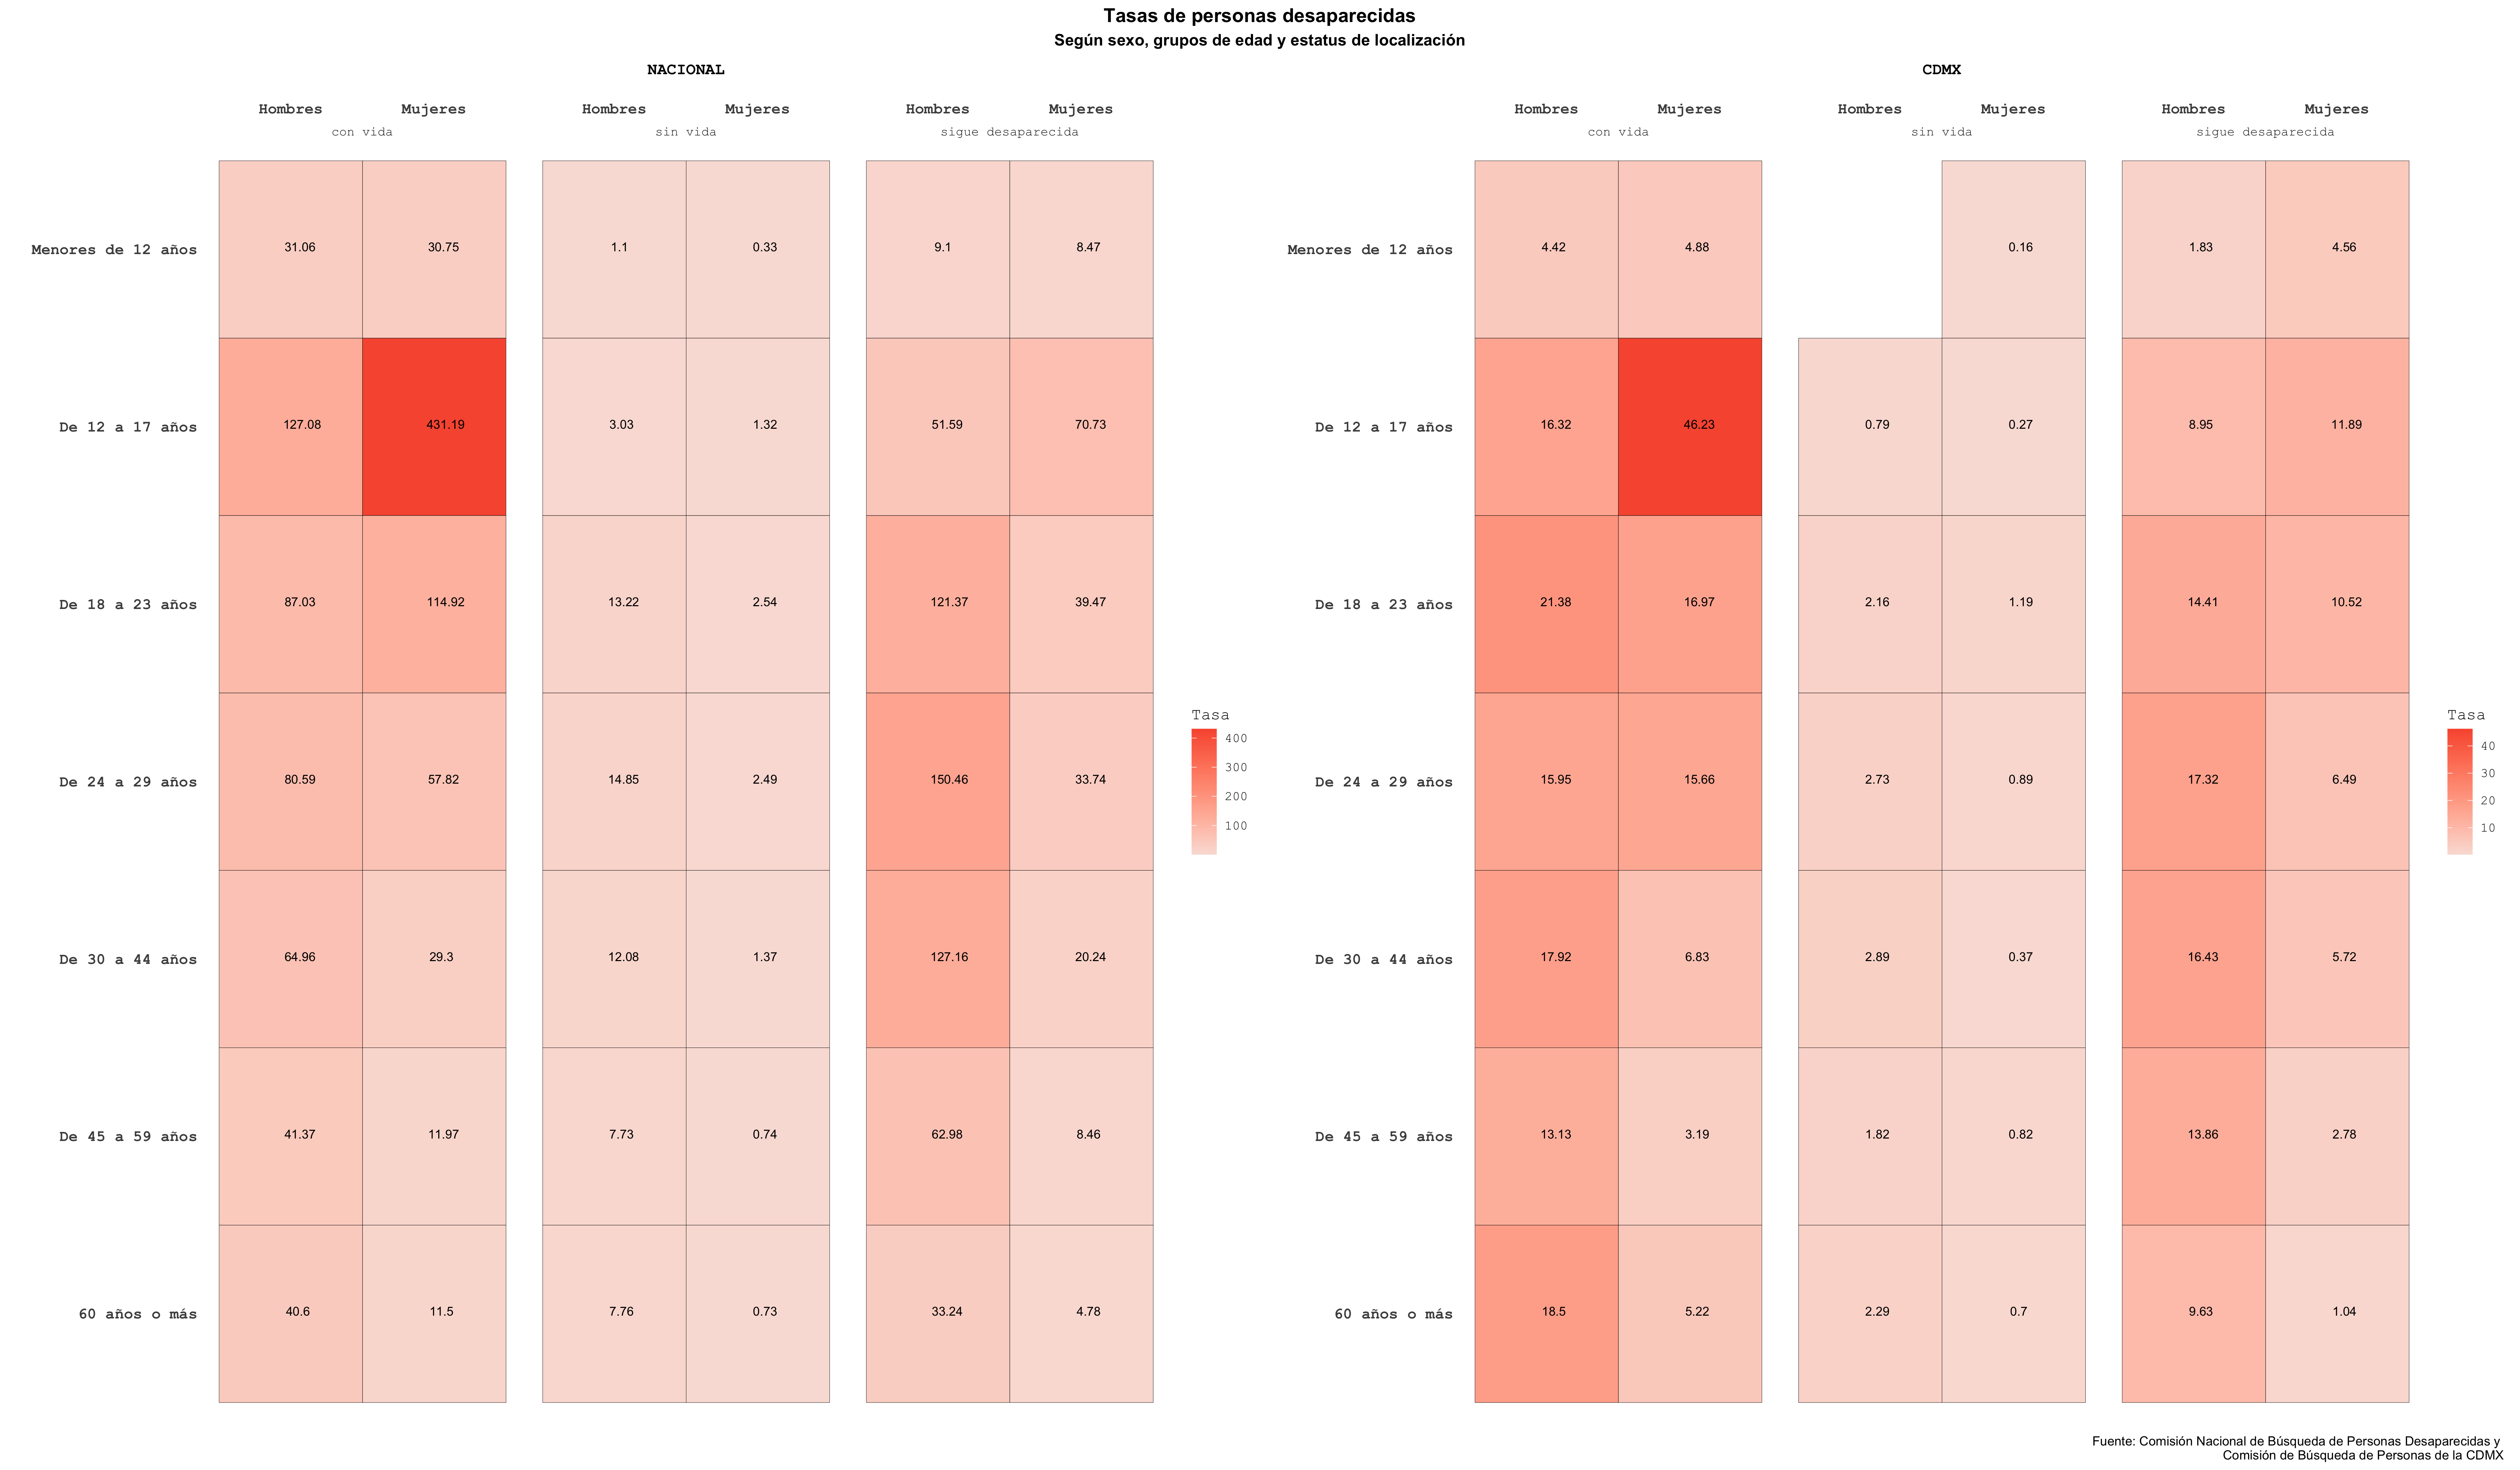 Tasas de personas desaparecidas
Según sexo, grupos de edad y estatus de localización
NACIONAL
Hombres Mujeres Hombres Mujeres Hombres Mujeres
con vida sin vida sigue desaparecida
Menores de 12 años 31.06 30.75 1.1 0.33 9.1 8.47
De 12 a 17 años 127.08 431.19 3.03 1.32 51.59 70.73
De 18 a 23 años 87.03 114.92 13.22 2.54 121.37 39.47
De 24 a 29 años 80.59 57.82 14.85 2.49 150.46 33.74
De 30 a 44 años 64.96 29.3 12.08 1.37 127.16 20.24
De 45 a 59 años 41.37 11.97 7.73 0.74 62.98 8.46
60 años o más 40.6 11.5 7.76 0.73 33.24 4.78
Tasa
400
300
200
100
CDMX
Hombres Mujeres Hombres Mujeres Hombres Mujeres
con vida sin vida sigue desaparecida
Menores de 12 años 4.42 4.88 0.16 1.83 4.56
De 12 a 17 años 16.32 46.23 0.79 0.27 8.95 11.89
De 18 a 23 años 21.38 16.97 2.16 1.19 14.41 10.52
De 24 a 29 años 15.95 15.66 2.73 0.89 17.32 6.49
De 30 a 44 años 17.92 6.83 2.89 0.37 16.43 5.72
De 45 a 59 años 13.13 3.19 1.82 0.82 13.86 2.78
60 años o más 18.5 5.22 2.29 0.7 9.63 1.04
Tasa
40
30
20
10
Fuente: Comisión Nacional de Búsqueda de Personas Desaparecidas y
Comisión de Búsqueda de Personas de la CDMX